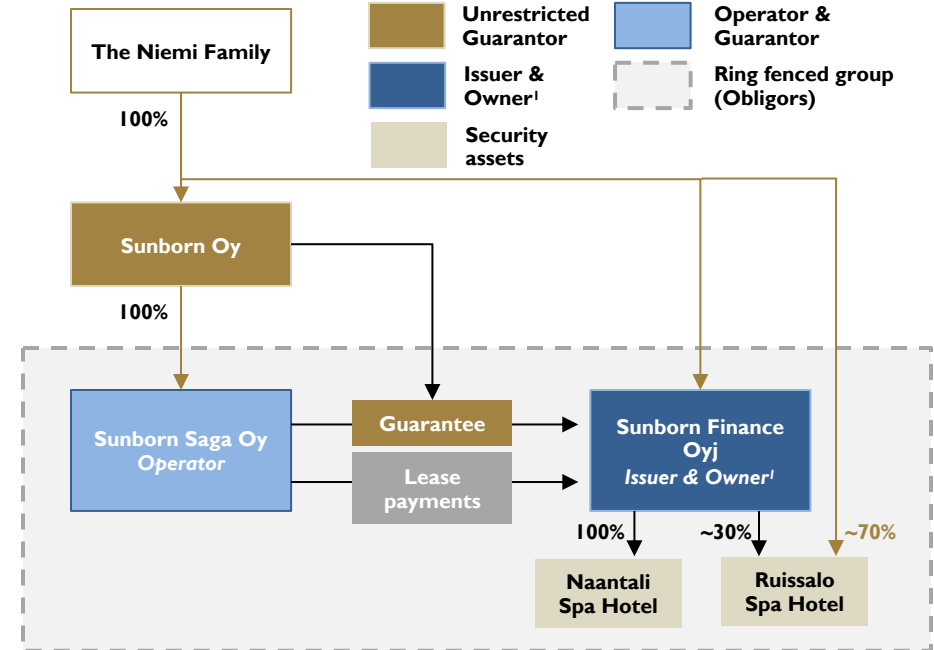 The Niemi Family
Unrestricted
Guarantor
Operator &
Guarantor
Issuer &
Owner¹
Ring fenced group
(Obligors)
Security
assets
100%
Sunborn Oy
100%
Sunborn Saga Oy
Operator
Guarantee
Lease
payments
Sunborn Finance
Oyj
Issuer & Owner¹
100%
~30%
~70%
Naantali
Spa Hotel
Ruissalo
Spa Hotel